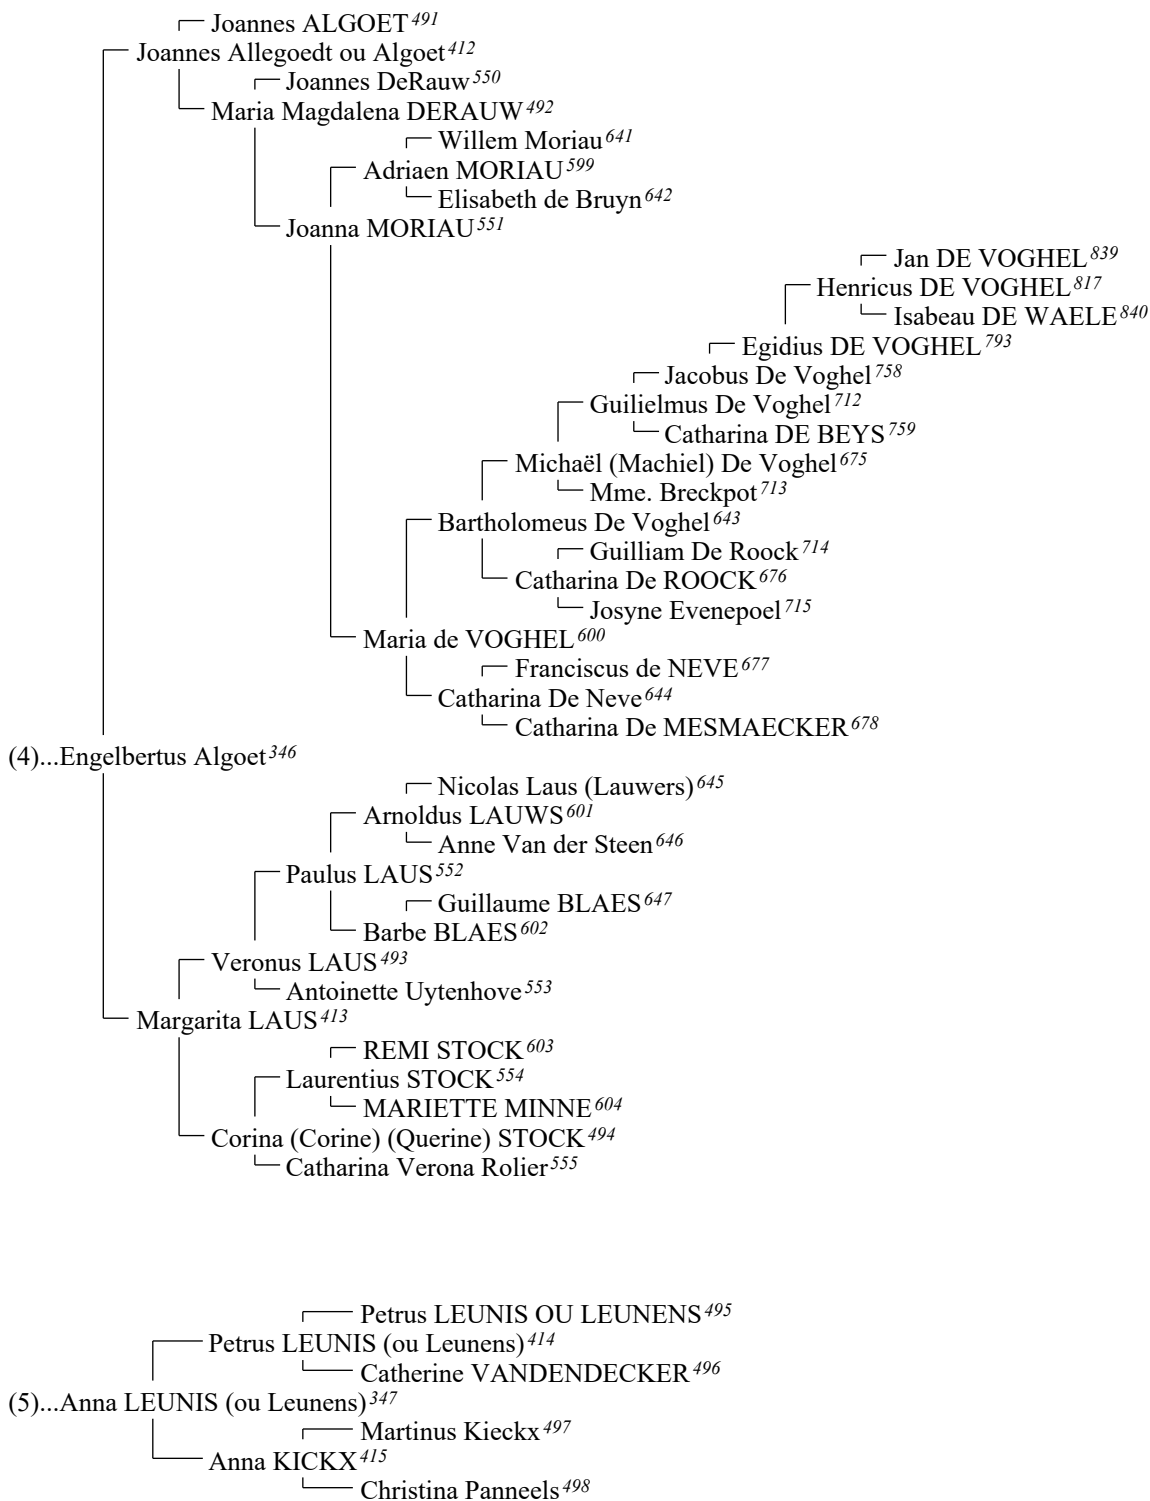 Joannes ALGOET491
Joannes Allegoedt ou Algoet412
Joannes DeRauw550
Maria Magdalena DERAUW492
Willem Moriau641
Adriaen MORIAU599
Elisabeth de Bruyn642
Joanna MORIAU551
Jan DE VOGHEL839
Henricus DE VOGHEL817
Isabeau DE WAELE840
Egidius DE VOGHEL793
Jacobus De Voghel758
Guilielmus De Voghel712
Catharina DE BEYS759
Michaël (Machiel) De Voghel675
Mme. Breckpot713
Bartholomeus De Voghel643
Guilliam De Roock714
Catharina De ROOCK676
Josyne Evenepoel715
Maria de VOGHEL600
Franciscus de NEVE677
Catharina De Neve644
Catharina De MESMAECKER678
(4)...Engelbertus Algoet346
Nicolas Laus (Lauwers)645
Arnoldus LAUWS601
Anne Van der Steen646
Paulus LAUS552
Guillaume BLAES647
Barbe BLAES602
Veronus LAUS493
Antoinette Uytenhove553
Margarita LAUS413
REMI STOCK603
Laurentius STOCK554
MARIETTE MINNE604
Corina (Corine) (Querine) STOCK494
Catharina Verona Rolier555
Petrus LEUNIS OU LEUNENS495
Petrus LEUNIS (ou Leunens)414
Catherine VANDENDECKER496
(5)...Anna LEUNIS (ou Leunens)347
Martinus Kieckx497
Anna KICKX415
Christina Panneels498